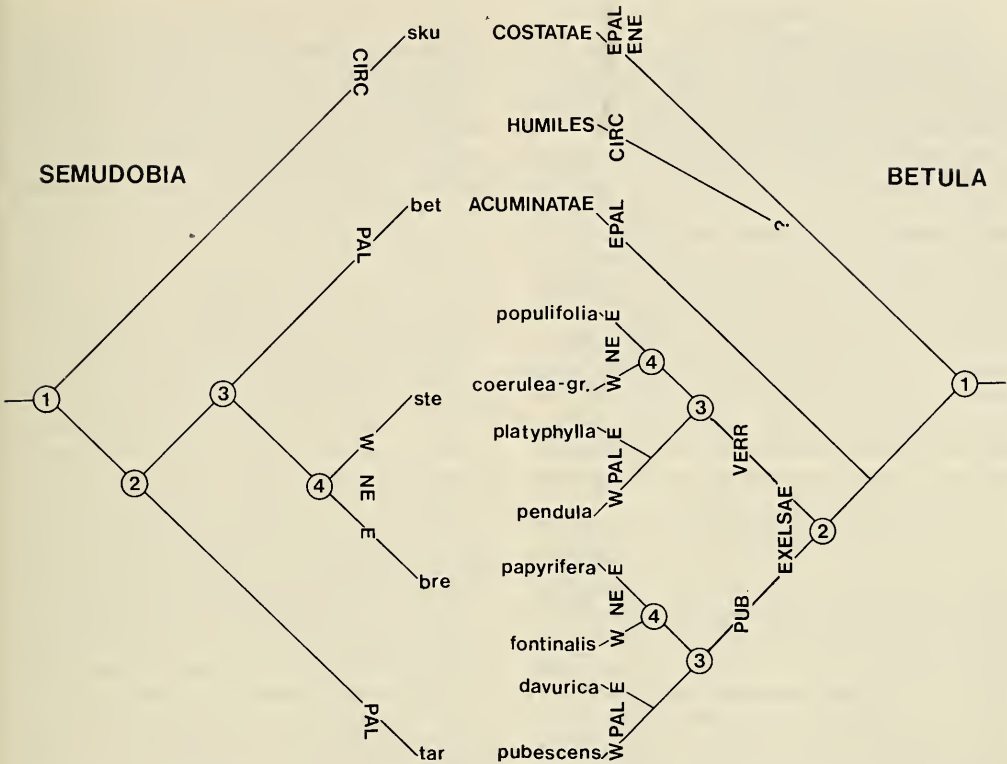 SEMUDOBIA
sku
CIRC
bet
PAL
ste
W NE E
bre
PAL
tar
1
2
3
4
BETULA
COSTATAE
EPAL
ENE
HUMILES
CIRC
?
ACUMINATAE
EPAL
populifolia
E
W NE
coerulea-gr.
4
platyphylla
W PAL E
pendula
3
VERR
EXELSAE
papyrifera
W NE E
fontinalis
4
davurica
W PAL E
pubescens
3
PUB.
2
1